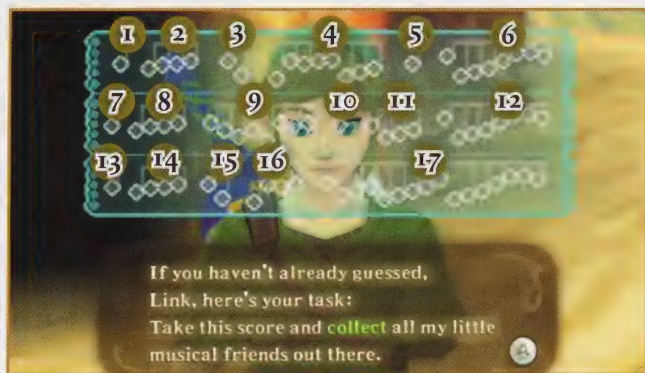 1 2 3 4 5 6
7 8 9 10 11 12
13 14 15 16 17
If you haven't already guessed,
Link, here's your task:
Take this score and collect all my little
musical friends out there.
A